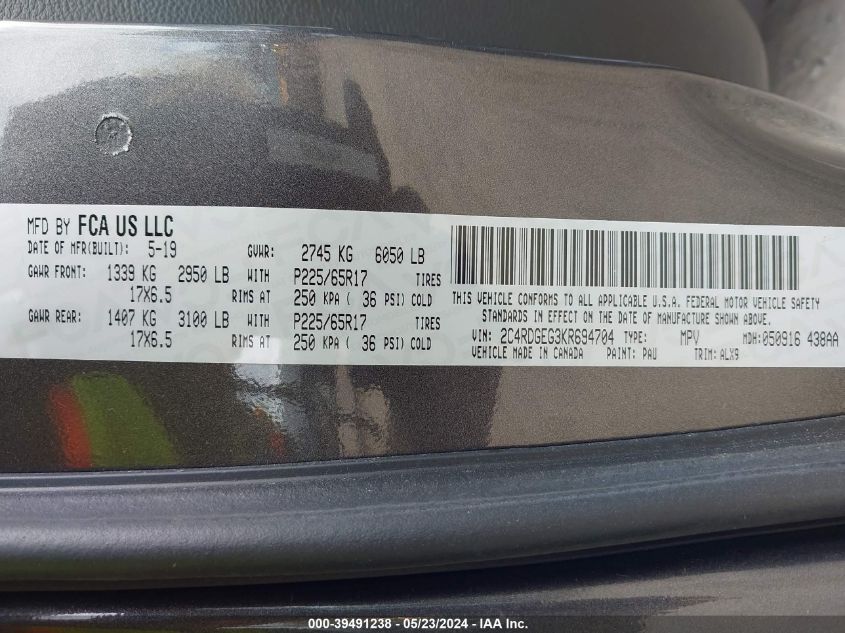 MFD BY FCA US LLC
DATE OF MFR(BUILT): 5-19 GVWR: 2745 KG 6050 LB
GAWR FRONT: 1339 KG 2950 LB WITH P225/65R17 TIRES
17X6.5 RIMS AT 250 KPA ( 36 PSI) COLD
GAWR REAR: 1407 KG 3100 LB WITH P225/65R17 TIRES
17X6.5 RIMS AT 250 KPA ( 36 PSI) COLD
THIS VEHICLE CONFORMS TO ALL APPLICABLE U.S.A. FEDERAL MOTOR VEHICLE SAFETY
STANDARDS IN EFFECT ON THE DATE OF MANUFACTURE SHOWN ABOVE.
VIN: 2C4RDGEG3KR694704 TYPE: MPV MDH: 050916 438AA
VEHICLE MADE IN CANADA PAINT: PAU TRIM: ALX9
www.iaai.com -- 39491238 -- 05/23/2024 -- IAA Inc.